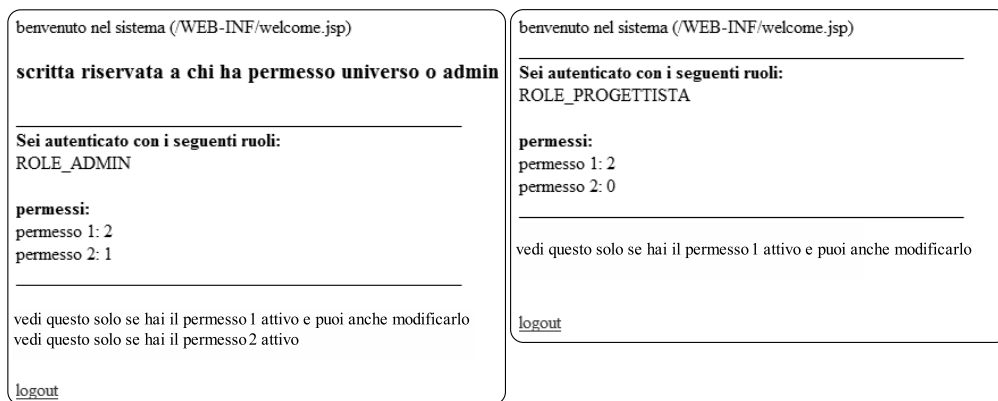 benvenuto nel sistema (/WEB-INF/welcome.jsp)
scritta riservata a chi ha permesso universo o admin
Sei autenticato con i seguenti ruoli:
ROLE_ADMIN
permessi:
permesso 1: 2
permesso 2: 1
vedi questo solo se hai il permesso 1 attivo e puoi anche modificarlo
vedi questo solo se hai il permesso 2 attivo
logout
benvenuto nel sistema (/WEB-INF/welcome.jsp)
Sei autenticato con i seguenti ruoli:
ROLE_PROGETTISTA
permessi:
permesso 1: 2
permesso 2: 0
vedi questo solo se hai il permesso 1 attivo e puoi anche modificarlo
logout